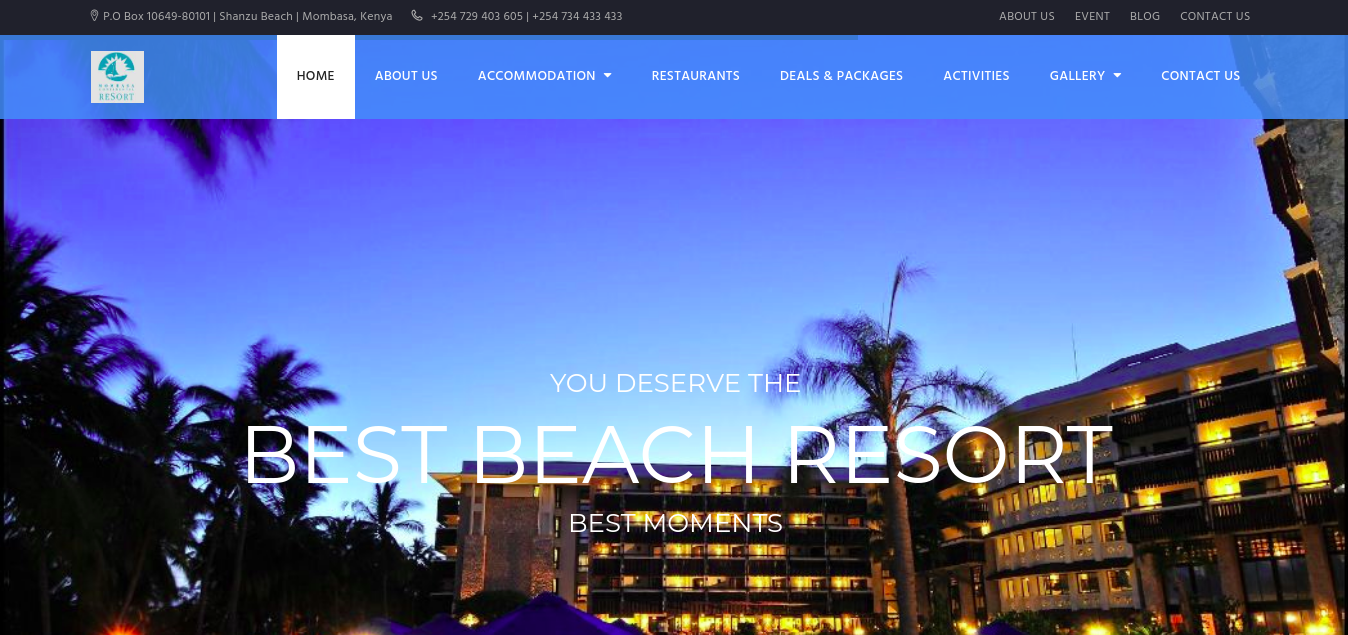 P.O Box 10649-80101 | Shanzu Beach | Mombasa, Kenya +254 729 403 605 | +254 734 433 433 ABOUT US EVENT BLOG CONTACT US
RESORT
HOME ABOUT US ACCOMMODATION RESTAURANTS DEALS & PACKAGES ACTIVITIES GALLERY CONTACT US
YOU DESERVE THE
BEST BEACH RESORT
BEST MOMENTS